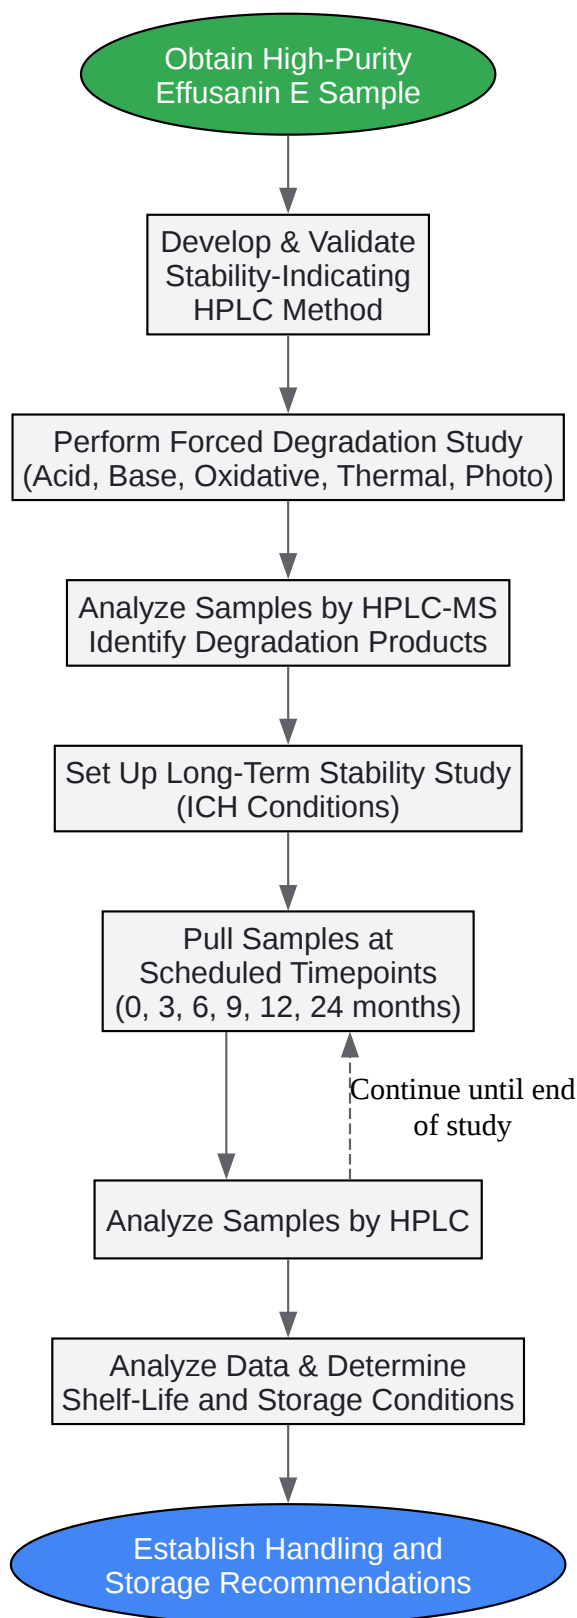 Obtain High-Purity
Effusanin E Sample
Develop & Validate
Stability-Indicating
HPLC Method
Perform Forced Degradation Study
(Acid, Base, Oxidative, Thermal, Photo)
Analyze Samples by HPLC-MS
Identify Degradation Products
Set Up Long-Term Stability Study
(ICH Conditions)
Pull Samples at
Scheduled Timepoints
(0, 3, 6, 9, 12, 24 months)
Continue until end
of study
Analyze Samples by HPLC
Analyze Data & Determine
Shelf-Life and Storage Conditions
Establish Handling and
Storage Recommendations